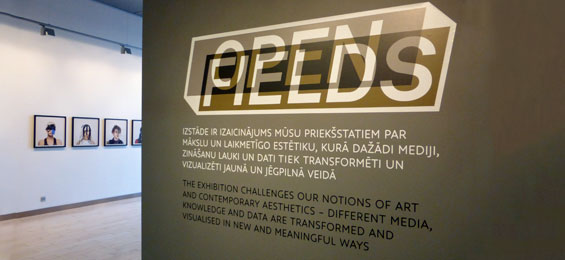 OPEN
FIELDS
IZSTĀDE IR IZAICINĀJUMS MŪSU PRIEKŠSTATIEM PAR
MĀKSLU UN LAIKMETĪGO ESTĒTIKU, KURĀ DAŽĀDI MEDIJI,
ZINĀŠANU LAUKI UN DATI TIEK TRANSFORMĒTI UN
VIZUALIZĒTI JAUNĀ UN JĒGPILNĀ VEIDĀ
THE EXHIBITION CHALLENGES OUR NOTIONS OF ART
AND CONTEMPORARY AESTHETICS – DIFFERENT MEDIA,
KNOWLEDGE AND DATA ARE TRANSFORMED AND
VISUALISED IN NEW AND MEANINGFUL WAYS